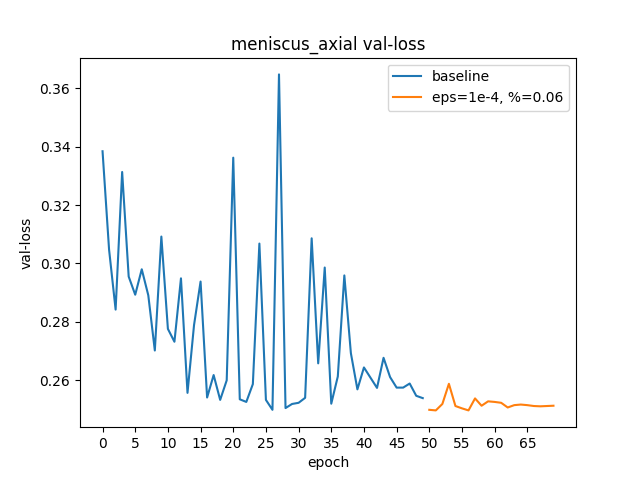 meniscus_axial val-loss
baseline
eps=1e-4, %=0.06
0.36
0.34
0.32
0.30
0.28
0.26
val-loss
0 5 10 15 20 25 30 35 40 45 50 55 60 65
epoch